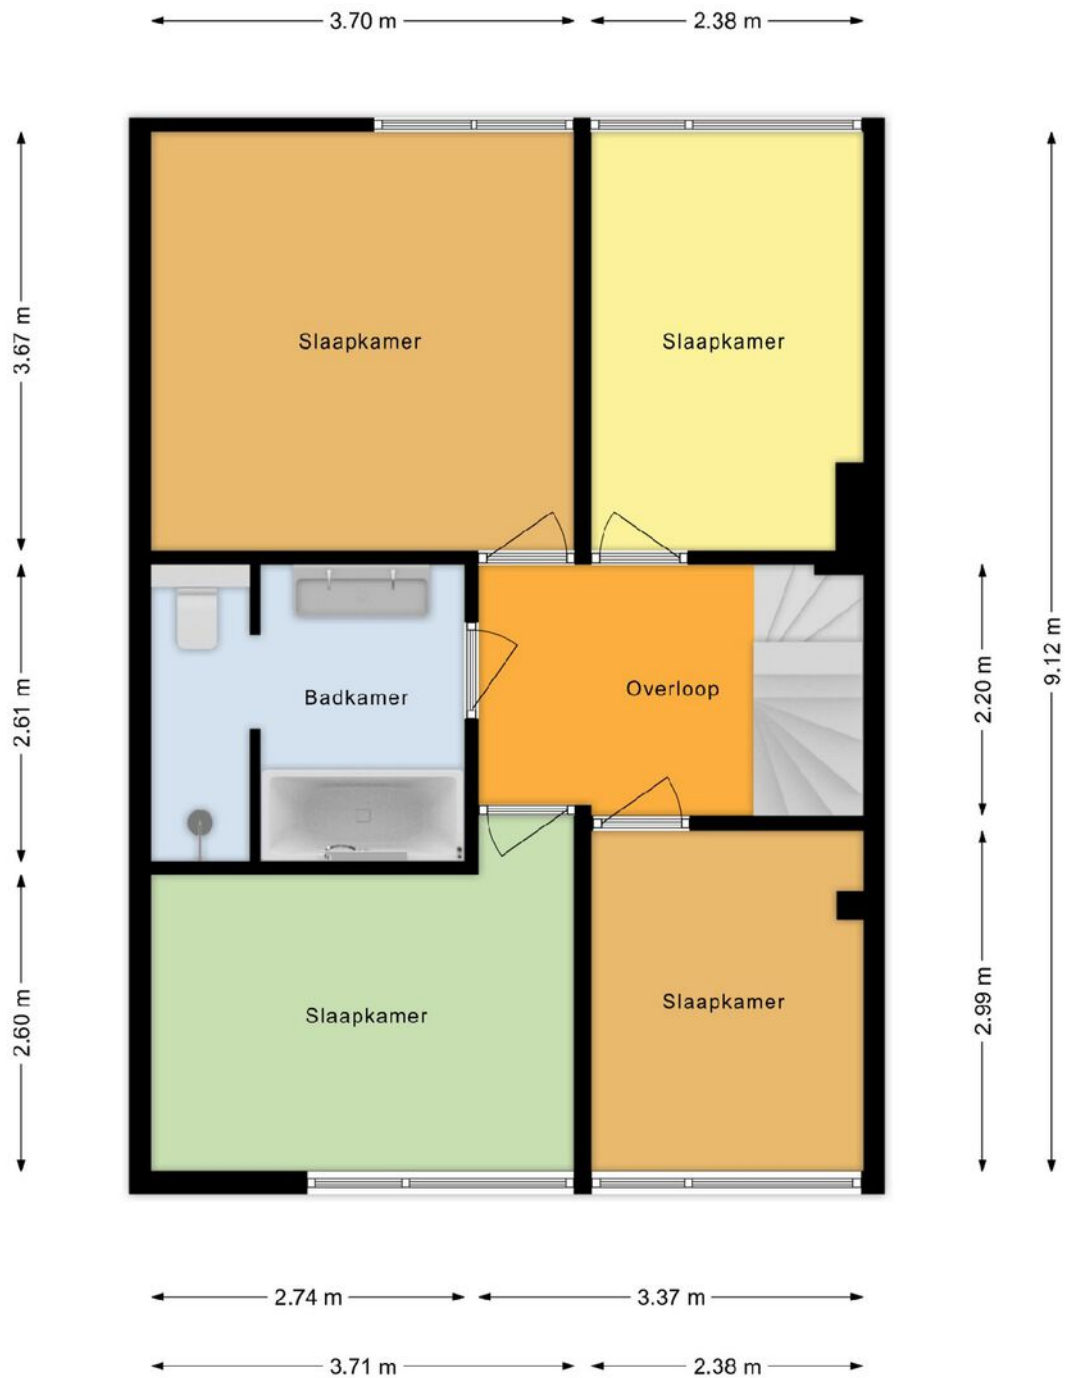 3.70 m
2.38 m
3.67 m
Slaapkamer
Slaapkamer
9.12 m
2.61 m
Badkamer
Overloop
2.20 m
2.60 m
Slaapkamer
Slaapkamer
2.99 m
2.74 m
3.37 m
3.71 m
2.38 m